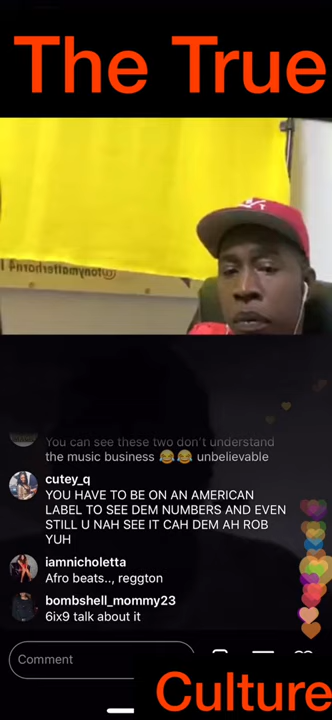 The True
@tonymatterhorn1
You can see these two don't understand
the music business 😂😂 unbelievable
cutey_q
YOU HAVE TO BE ON AN AMERICAN
LABEL TO SEE DEM NUMBERS AND EVEN
STILL U NAH SEE IT CAH DEM AH ROB
YUH
iamnicholetta
Afro beats.., reggton
bombshell_mommy23
6ix9 talk about it
Comment
Culture